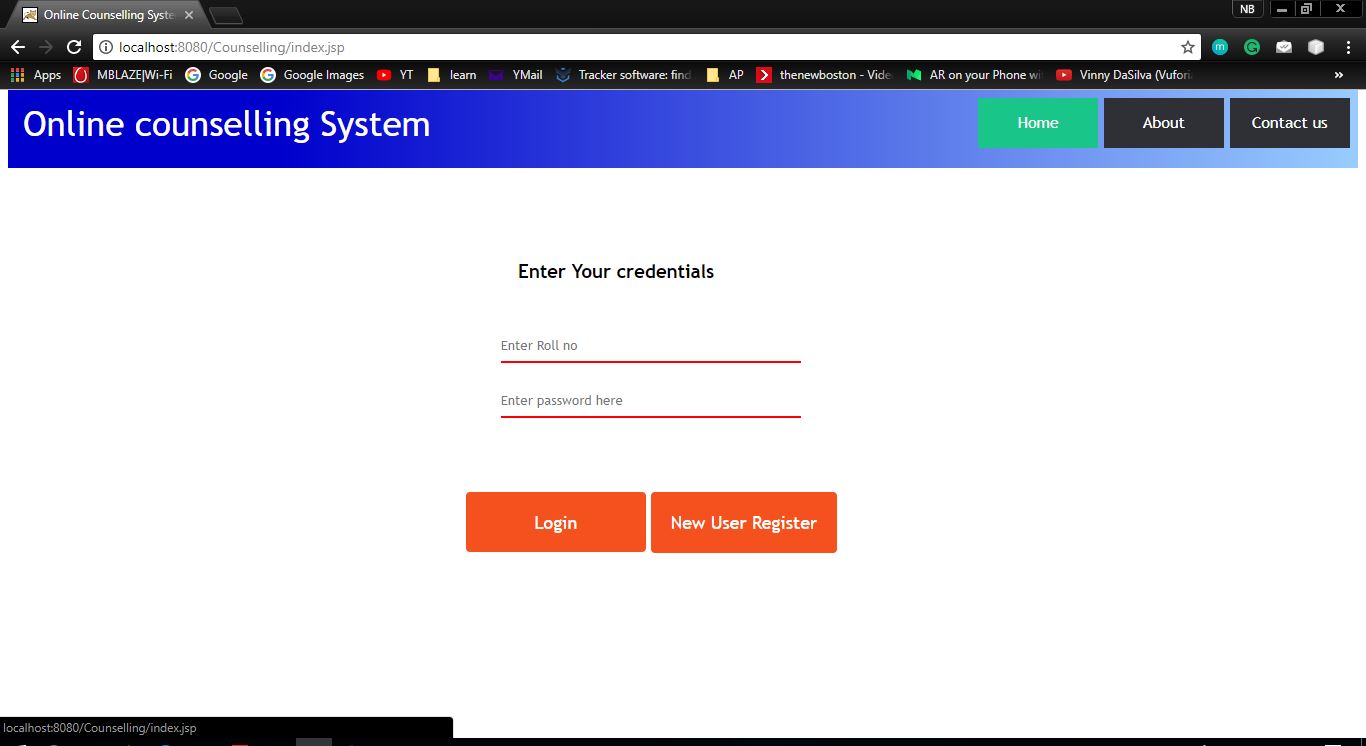 Online Counselling Syste
NB
localhost:8080/Counselling/index.jsp
m
Apps MBLAZE|Wi-Fi Google Google Images YT learn YMail Tracker software: find AP thenewboston - Vide AR on your Phone wi Vinny DaSilva (Vufori »
Online counselling System
Home About Contact us
Enter Your credentials
Enter Roll no
Enter password here
Login New User Register
localhost:8080/Counselling/index.jsp